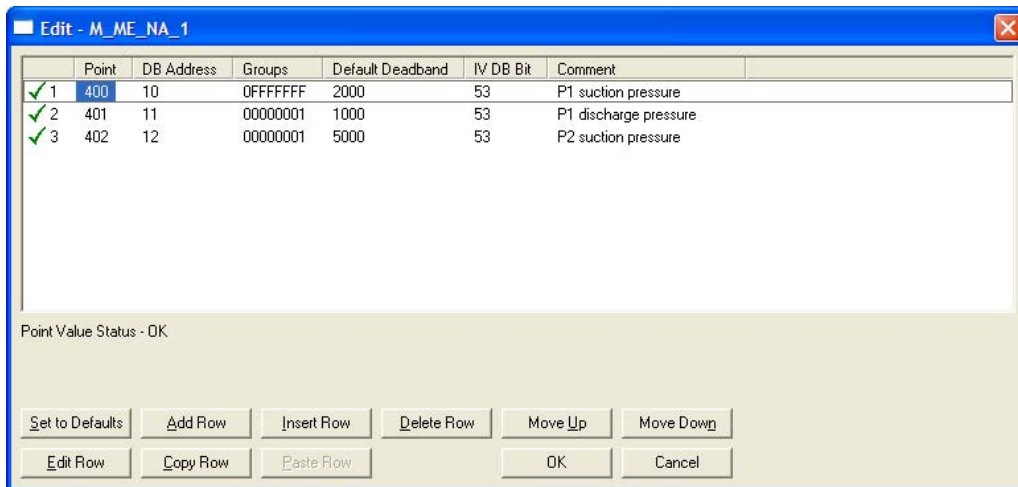 Edit - M_ME_NA_1
Point DB Address Groups Default Deadband IV DB Bit Comment
1 400 10 0FFFFFFF 2000 53 P1 suction pressure
2 401 11 00000001 1000 53 P1 discharge pressure
3 402 12 00000001 5000 53 P2 suction pressure
Point Value Status - OK
Set to Defaults Add Row Insert Row Delete Row Move Up Move Down
Edit Row Copy Row Paste Row OK Cancel